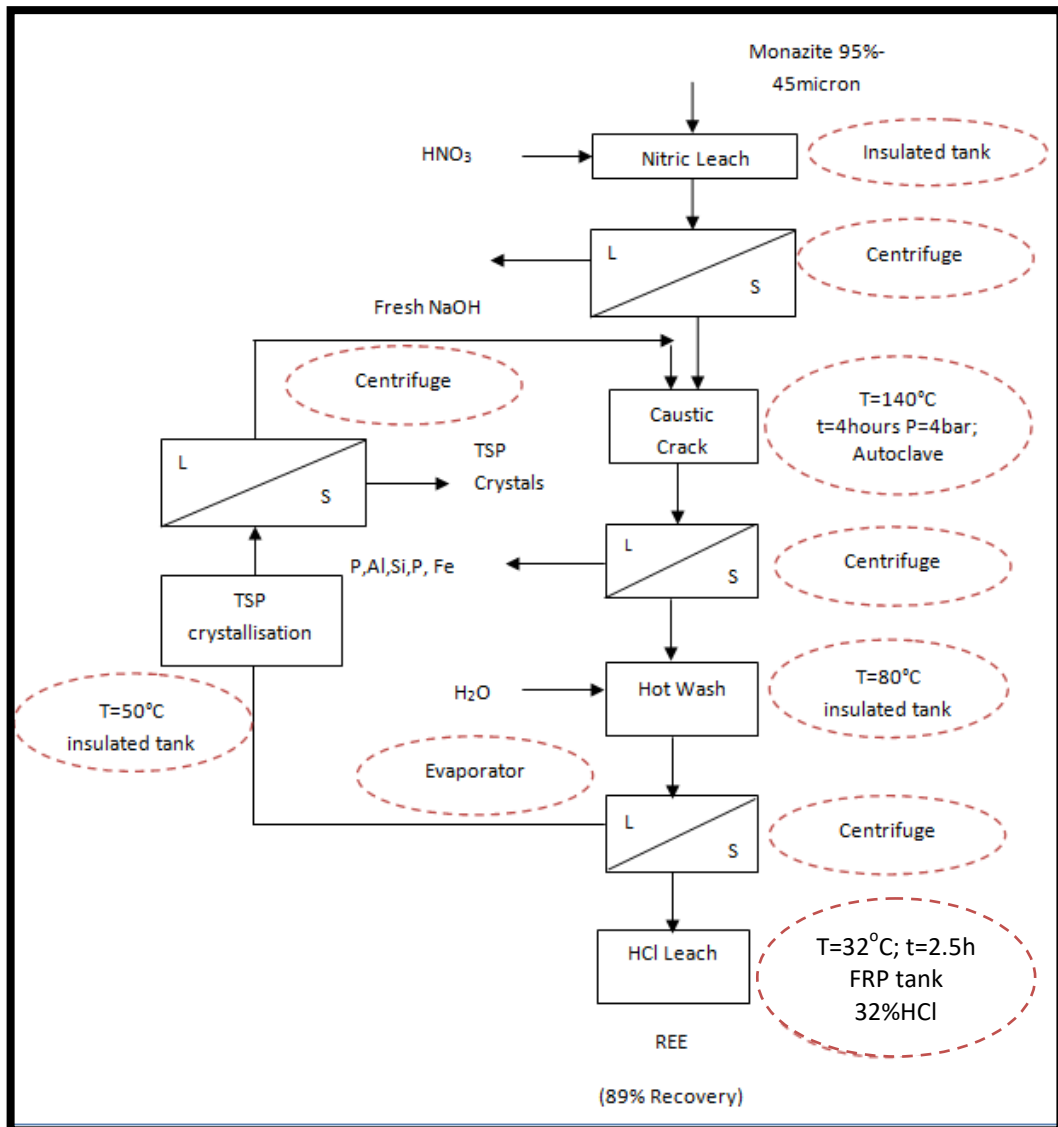 Monazite 95%-
45micron
HNO₃
Nitric Leach
Insulated tank
L
S
Centrifuge
Fresh NaOH
Centrifuge
Caustic
Crack
T=140°C
t=4hours P=4bar;
Autoclave
L
S
TSP
Crystals
L
S
P,Al,Si,P, Fe
Centrifuge
TSP
crystallisation
H₂O
Hot Wash
T=80°C
insulated tank
T=50°C
insulated tank
Evaporator
L
S
Centrifuge
HCl Leach
T=32°C; t=2.5h
FRP tank
32%HCl
REE
(89% Recovery)